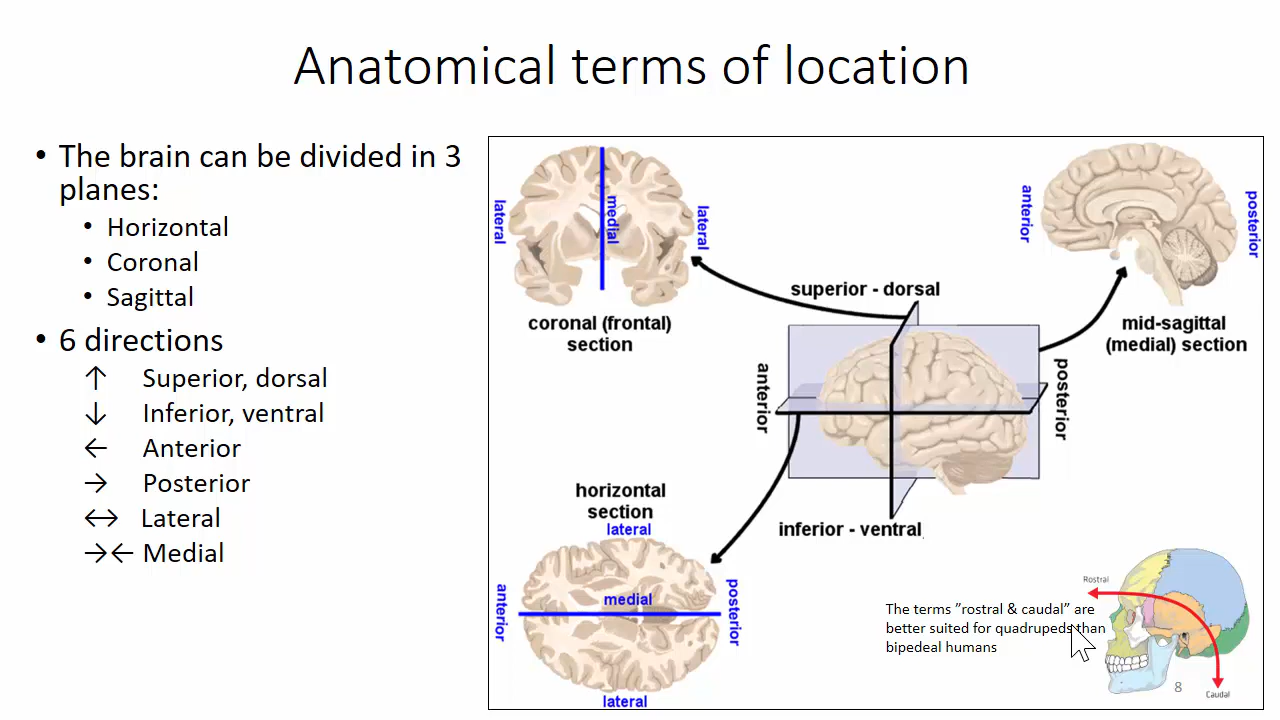 Anatomical terms of location
• The brain can be divided in 3
planes:
• Horizontal
• Coronal
• Sagittal
• 6 directions
↑ Superior, dorsal
↓ Inferior, ventral
← Anterior
→ Posterior
↔ Lateral
→← Medial
lateral
medial
lateral
coronal (frontal)
section
anterior
posterior
mid-sagittal
(medial) section
superior - dorsal
anterior
posterior
inferior - ventral
horizontal
section
lateral
anterior
medial
posterior
lateral
The terms ”rostral & caudal” are
better suited for quadrupeds than
bipedeal humans
Rostral
Caudal
8